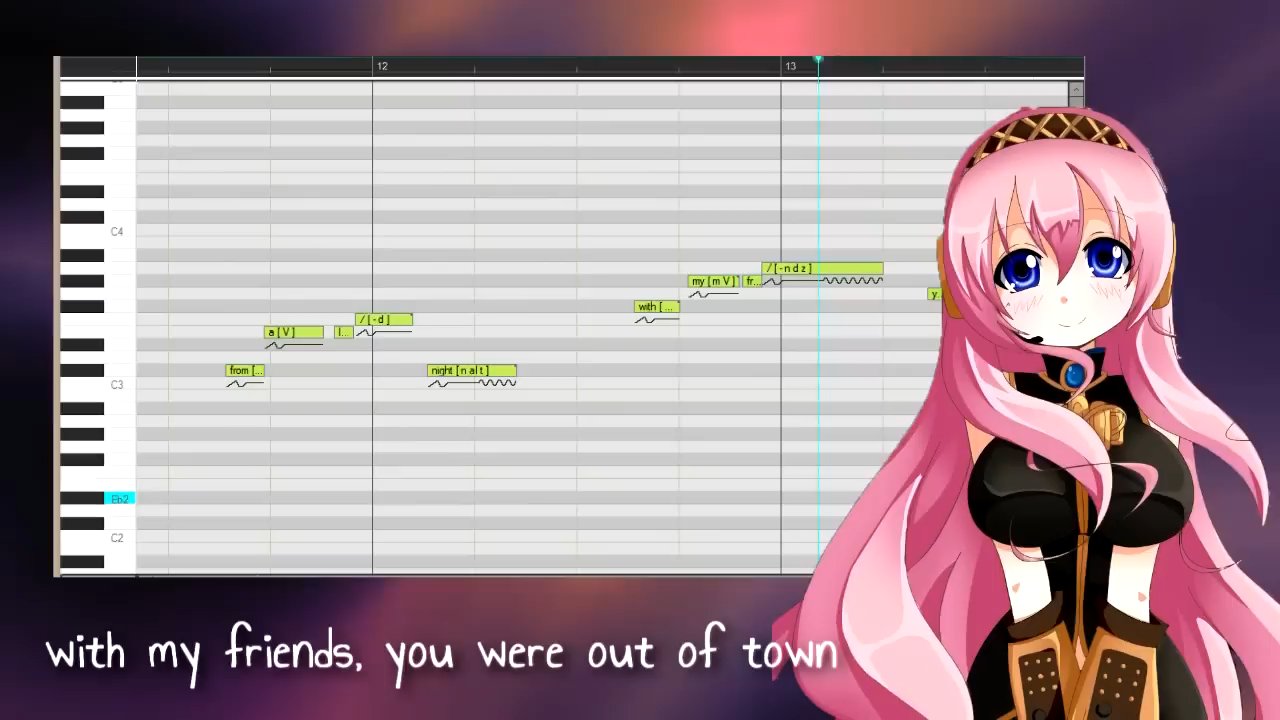 12
13
C4
/ [ - n d z ]
my [ m V ]
fr...
y...
with [ ...
/ [ - d ]
a [ V ]
l...
from [...
night [ n aI t ]
C3
Eb2
C2
with my friends, you were out of town